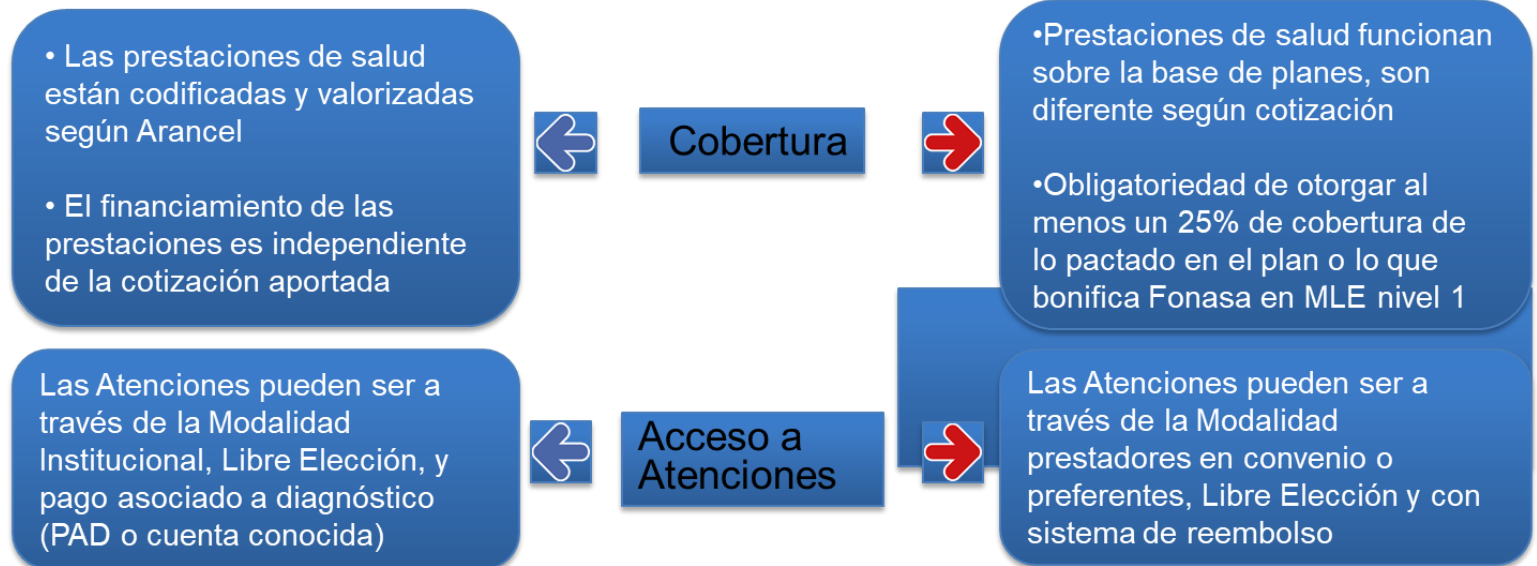 • Las prestaciones de salud
están codificadas y valorizadas
según Arancel
• El financiamiento de las
prestaciones es independiente
de la cotización aportada
Cobertura
•Prestaciones de salud funcionan
sobre la base de planes, son
diferente según cotización
•Obligatoriedad de otorgar al
menos un 25% de cobertura de
lo pactado en el plan o lo que
bonifica Fonasa en MLE nivel 1
Las Atenciones pueden ser a
través de la Modalidad
Institucional, Libre Elección, y
pago asociado a diagnóstico
(PAD o cuenta conocida)
Acceso a
Atenciones
Las Atenciones pueden ser a
través de la Modalidad
prestadores en convenio o
preferentes, Libre Elección y con
sistema de reembolso